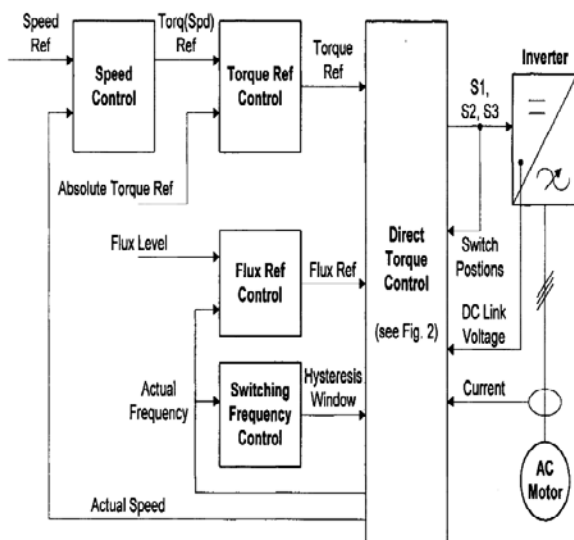 Speed
Ref
Torq(Spd)
Ref
Torque
Ref
Speed
Control
Torque Ref
Control
Inverter
S1,
S2, S3
Absolute Torque Ref
Flux Level
Flux Ref
Control
Flux Ref
Direct
Torque
Control
(see Fig. 2)
Switch
Postions
DC Link
Voltage
Actual
Frequency
Switching
Frequency
Control
Hysteresis
Window
Current
Actual Speed
AC
Motor